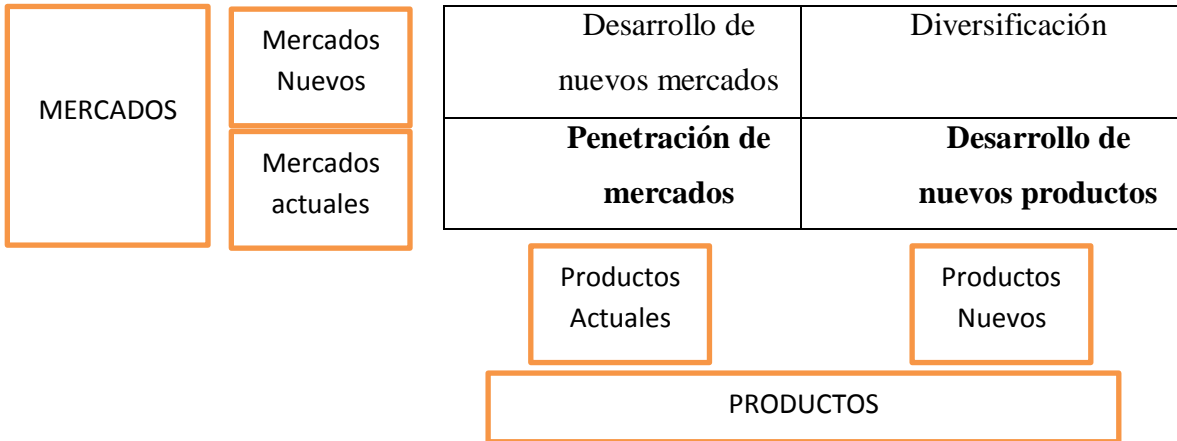 MERCADOS
Mercados
Nuevos
Desarrollo de
nuevos mercados
Diversificación
Mercados
actuales
Penetración de
mercados
Desarrollo de
nuevos productos
Productos
Actuales
Productos
Nuevos
PRODUCTOS